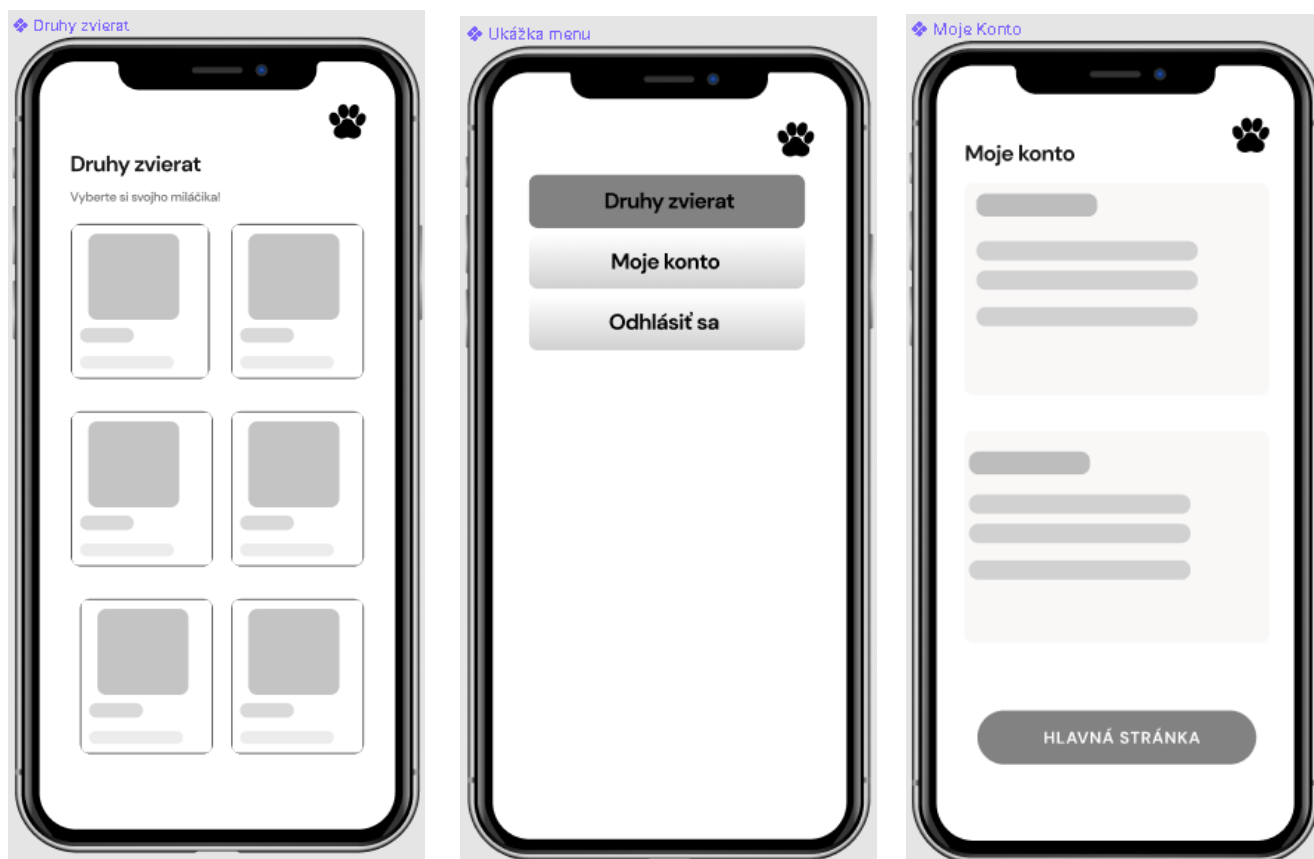 Druhy zvierat
Druhy zvierat
Vyberte si svojho miláčika!
Ukážka menu
Druhy zvierat
Moje konto
Odhlásiť sa
Moje Konto
Moje konto
HLAVNÁ STRÁNKA